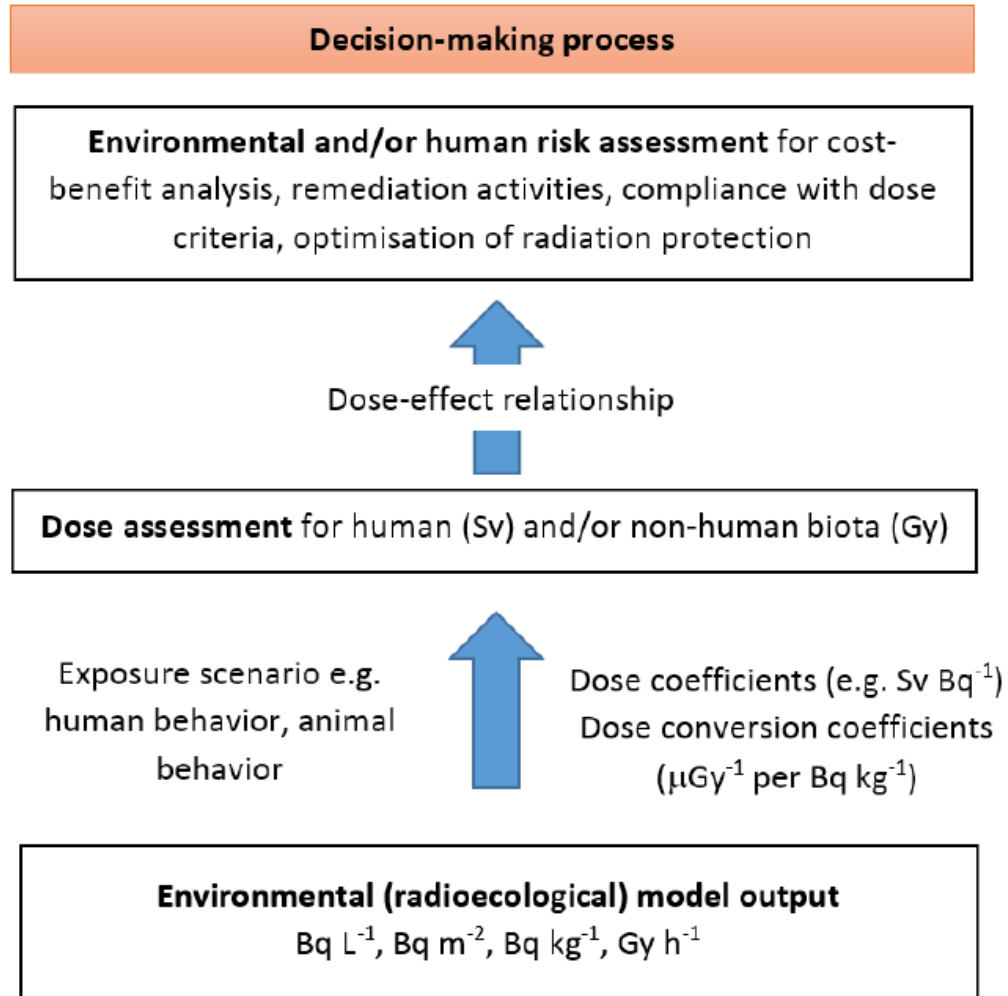 Decision-making process
Environmental and/or human risk assessment for cost-
benefit analysis, remediation activities, compliance with dose
criteria, optimisation of radiation protection
Dose-effect relationship
Dose assessment for human (Sv) and/or non-human biota (Gy)
Exposure scenario e.g.
human behavior, animal
behavior
Dose coefficients (e.g. Sv Bq⁻¹)
Dose conversion coefficients
(μGy⁻¹ per Bq kg⁻¹)
Environmental (radioecological) model output
Bq L⁻¹, Bq m⁻², Bq kg⁻¹, Gy h⁻¹